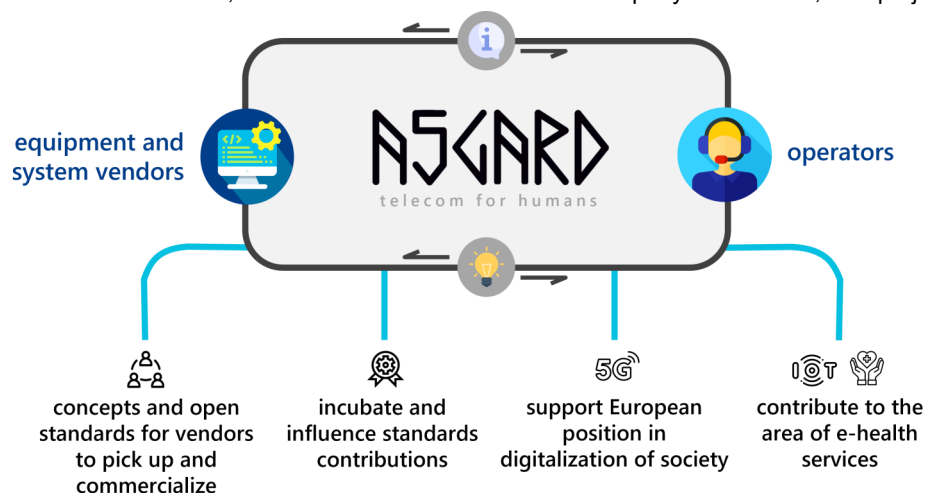 ASGARD
telecom for humans
equipment and
system vendors
operators
5G
IOT
concepts and open
standards for vendors
to pick up and
commercialize
incubate and
influence standards
contributions
support European
position in
digitalization of society
contribute to the
area of e-health
services